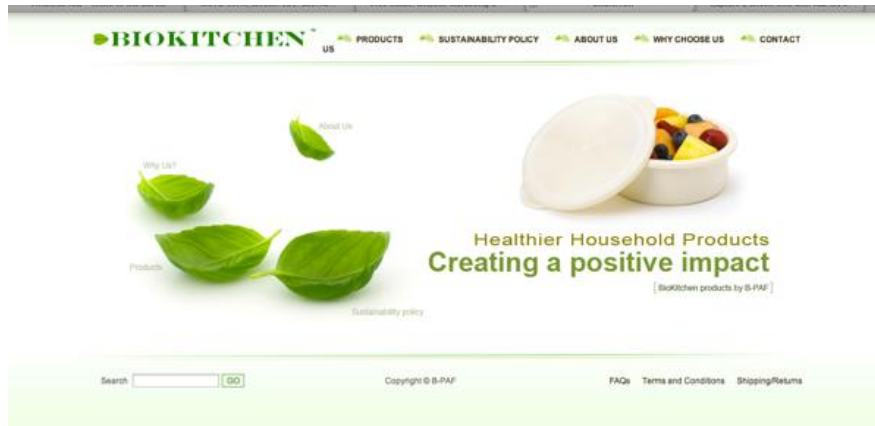 BIOKITCHEN ™
US PRODUCTS SUSTAINABILITY POLICY ABOUT US WHY CHOOSE US CONTACT
About Us
Why Us?
Products
Sustainability policy
Healthier Household Products
Creating a positive impact
[ BioKitchen products by B-PAF ]
Search GO Copyright © B-PAF FAQs Terms and Conditions Shipping/Returns